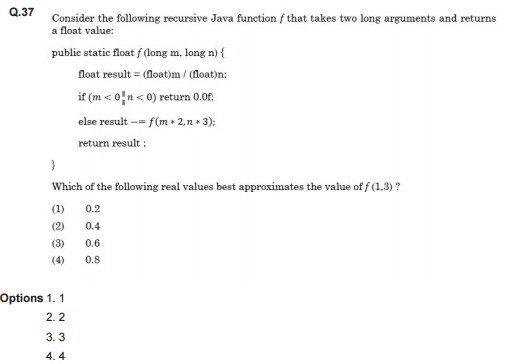 Q.37 Consider the following recursive Java function f that takes two long arguments and returns
a float value:
public static float f (long m, long n) {
float result = (float)m / (float)n;
if (m < 0 || n < 0) return 0.0f;
else result -= f(m * 2, n * 3);
return result ;
}
Which of the following real values best approximates the value of f (1,3) ?
(1) 0.2
(2) 0.4
(3) 0.6
(4) 0.8
Options 1. 1
2. 2
3. 3
4. 4